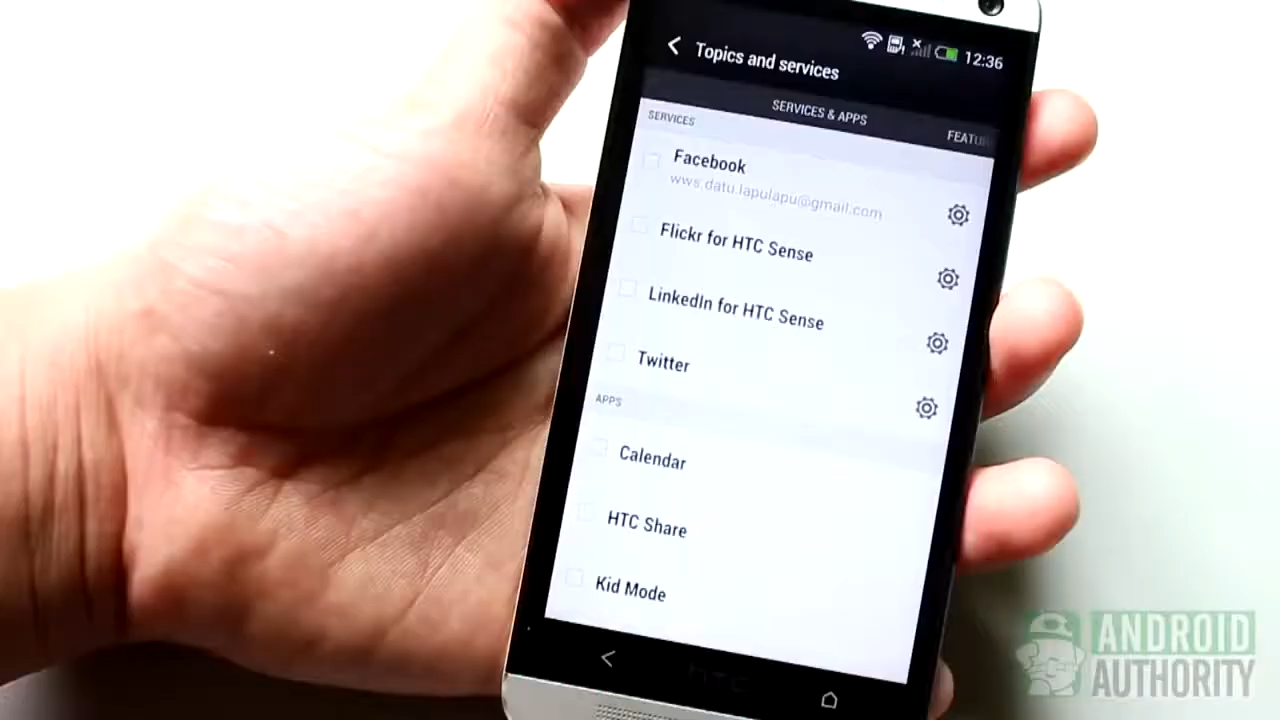 12:36
Topics and services
SERVICES & APPS
FEATU
SERVICES
Facebook
wws.datu.lapulapu@gmail.com
Flickr for HTC Sense
LinkedIn for HTC Sense
Twitter
APPS
Calendar
HTC Share
Kid Mode
hTC
ANDROID
AUTHORITY